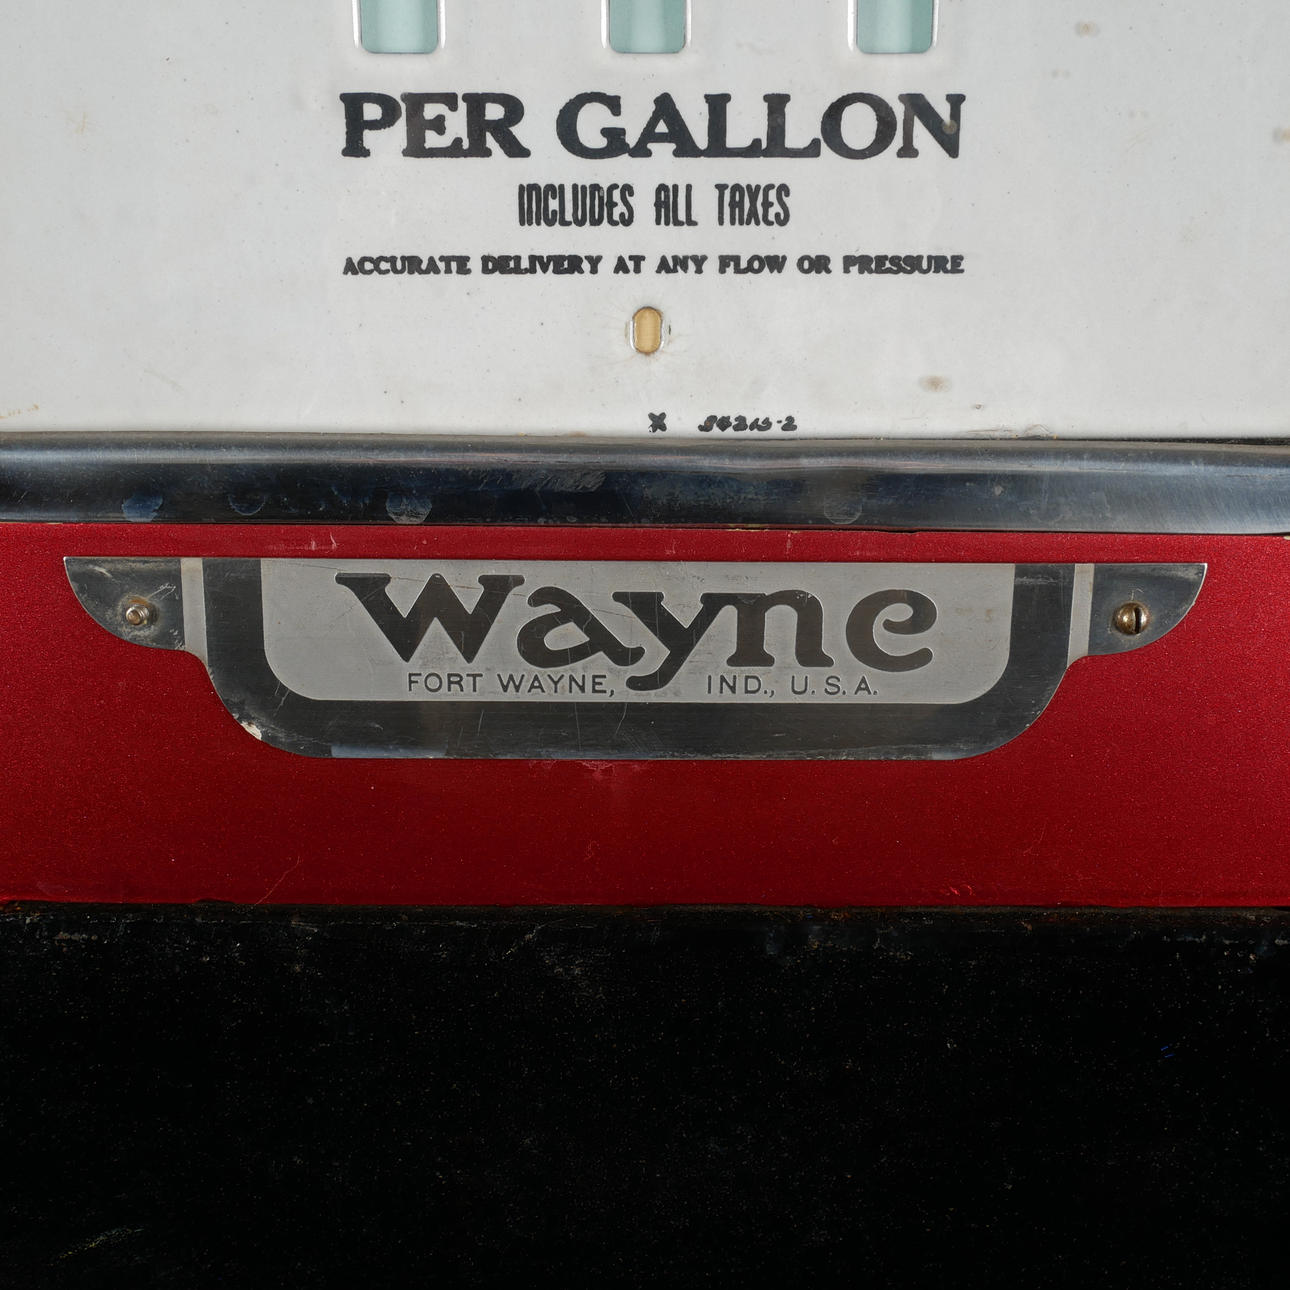 PER GALLON
INCLUDES ALL TAXES
ACCURATE DELIVERY AT ANY FLOW OR PRESSURE
X
Wayne
FORT WAYNE, IND., U.S.A.